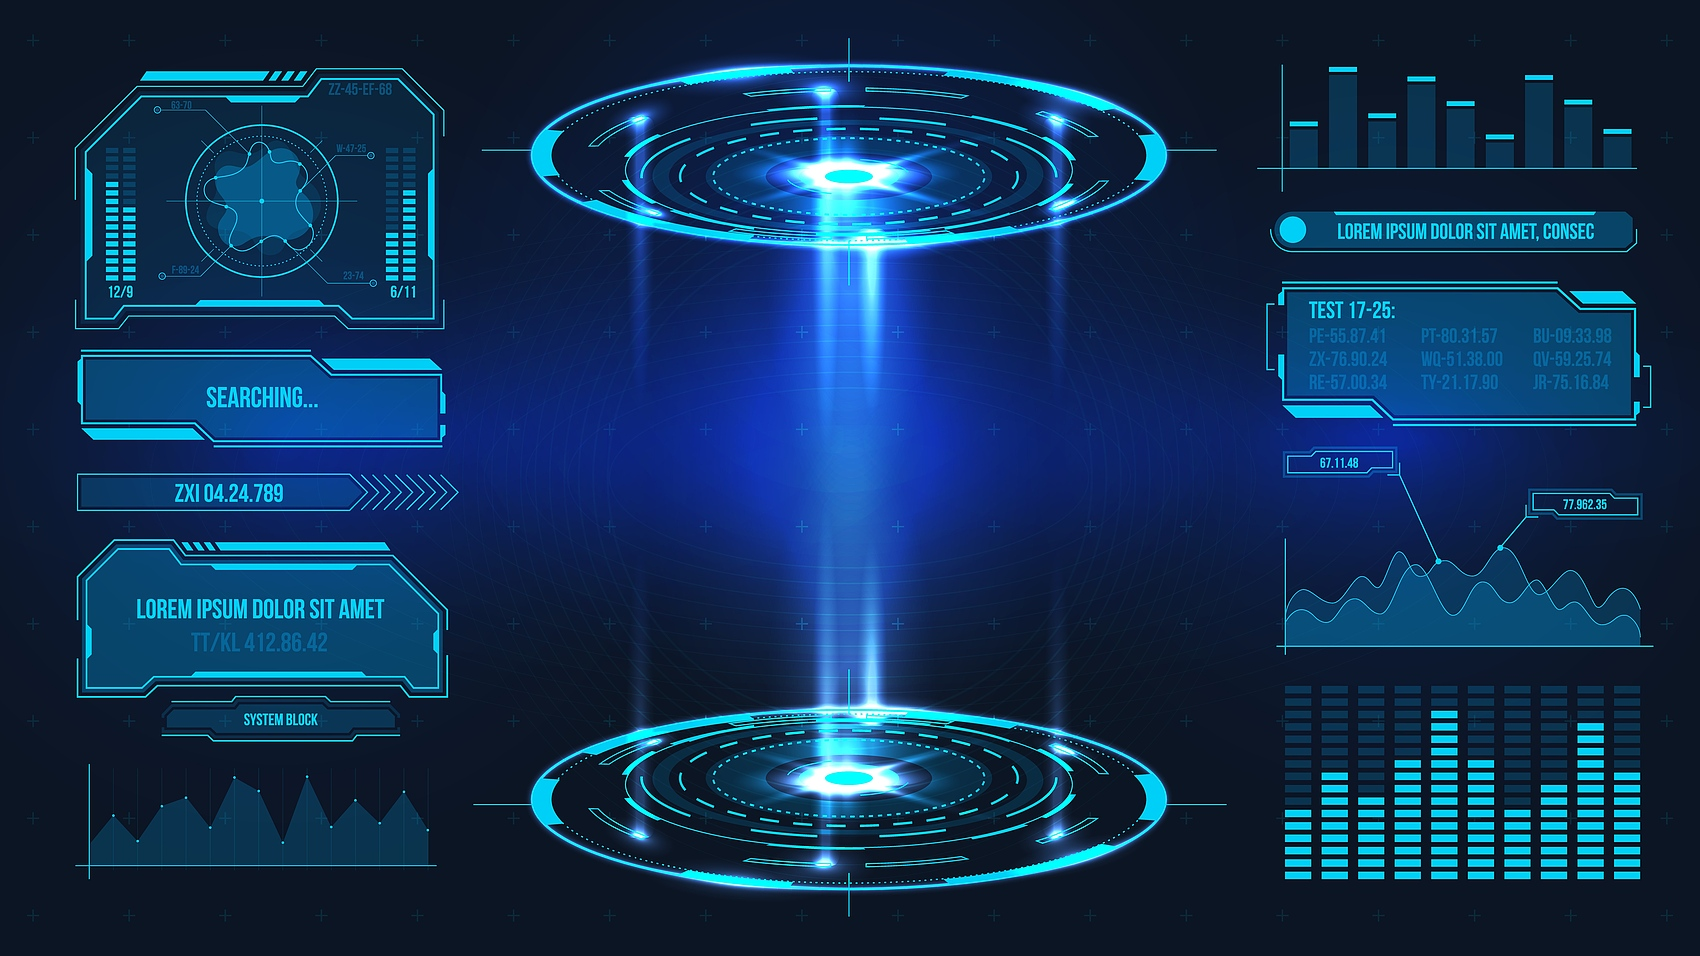 ZZ-45-EF-68
63-70
W-47-25
F-89-24
23-74
12/9
6/11
SEARCHING...
ZXI 04.24.789
LOREM IPSUM DOLOR SIT AMET
TT/KL 412.86.42
SYSTEM BLOCK
LOREM IPSUM DOLOR SIT AMET, CONSEC
TEST 17-25:
PE-55.87.41 PT-80.31.57 BU-09.33.98
ZX-76.90.24 WQ-51.38.00 QV-59.25.74
RE-57.00.34 TY-21.17.90 JR-75.16.84
67.11.48
77.962.35